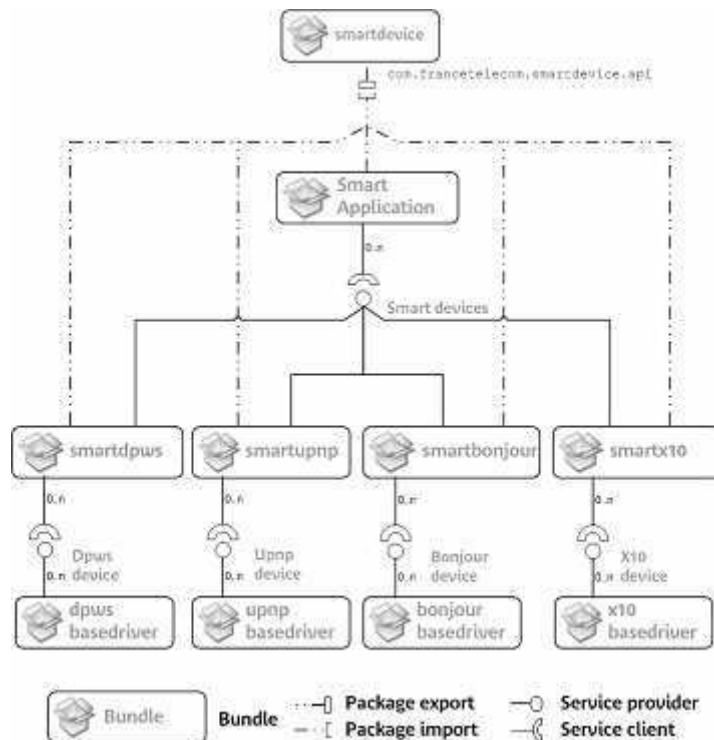 smartdevice
com.francetelecom.smartdevice.api
Smart
Application
0..n
Smart devices
smartdpws
smartupnp
smartbonjour
smartx10
0..n
0..n
0..n
0..n
Dpws
device
Upnp
device
Bonjour
device
X10
device
0..n
0..n
0..n
0..n
dpws
basedriver
upnp
basedriver
bonjour
basedriver
x10
basedriver
Bundle
Bundle
Package export
Package import
Service provider
Service client